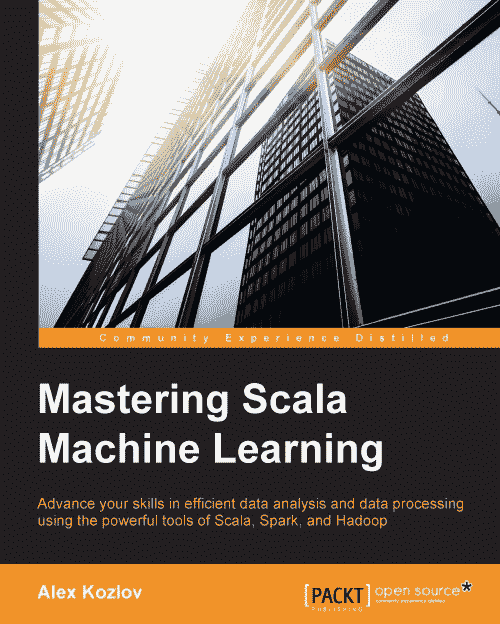 Community Experience Distilled
Mastering Scala
Machine Learning
Advance your skills in efficient data analysis and data processing
using the powerful tools of Scala, Spark, and Hadoop
Alex Kozlov
[PACKT] open source*
PUBLISHING community experience distilled